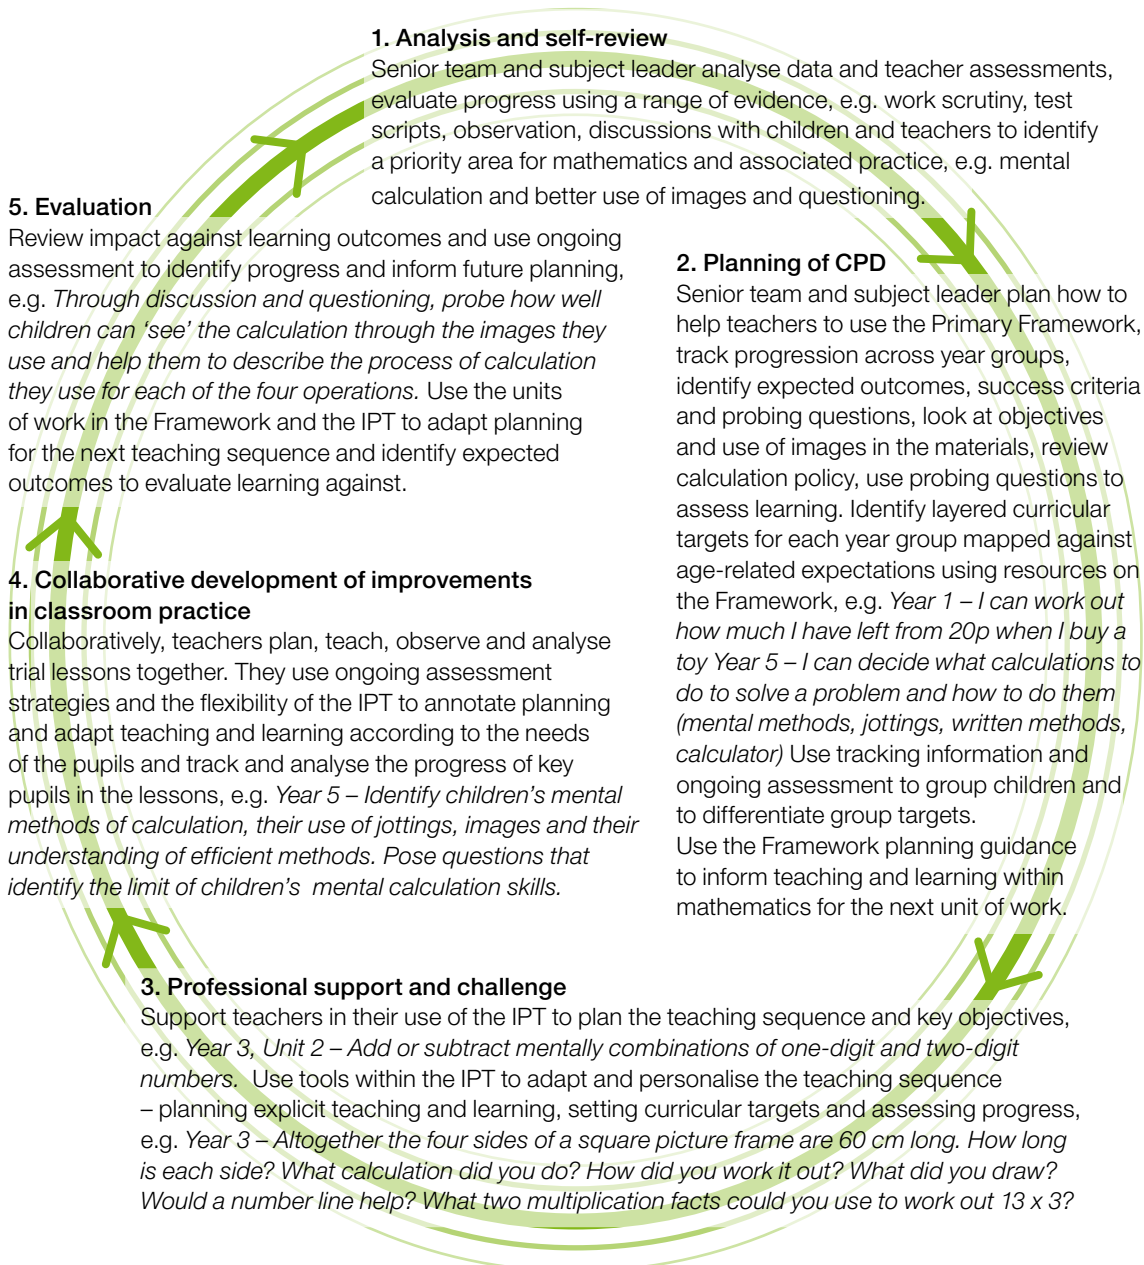 1. Analysis and self-review
Senior team and subject leader analyse data and teacher assessments,
evaluate progress using a range of evidence, e.g. work scrutiny, test
scripts, observation, discussions with children and teachers to identify
a priority area for mathematics and associated practice, e.g. mental
calculation and better use of images and questioning.
2. Planning of CPD
Senior team and subject leader plan how to
help teachers to use the Primary Framework,
track progression across year groups,
identify expected outcomes, success criteria
and probing questions, look at objectives
and use of images in the materials, review
calculation policy, use probing questions to
assess learning. Identify layered curricular
targets for each year group mapped against
age-related expectations using resources on
the Framework, e.g. Year 1 – I can work out
how much I have left from 20p when I buy a
toy Year 5 – I can decide what calculations to
do to solve a problem and how to do them
(mental methods, jottings, written methods,
calculator) Use tracking information and
ongoing assessment to group children and
to differentiate group targets.
Use the Framework planning guidance
to inform teaching and learning within
mathematics for the next unit of work.
3. Professional support and challenge
Support teachers in their use of the IPT to plan the teaching sequence and key objectives,
e.g. Year 3, Unit 2 – Add or subtract mentally combinations of one-digit and two-digit
numbers. Use tools within the IPT to adapt and personalise the teaching sequence
– planning explicit teaching and learning, setting curricular targets and assessing progress,
e.g. Year 3 – Altogether the four sides of a square picture frame are 60 cm long. How long
is each side? What calculation did you do? How did you work it out? What did you draw?
Would a number line help? What two multiplication facts could you use to work out 13 x 3?
4. Collaborative development of improvements
in classroom practice
Collaboratively, teachers plan, teach, observe and analyse
trial lessons together. They use ongoing assessment
strategies and the flexibility of the IPT to annotate planning
and adapt teaching and learning according to the needs
of the pupils and track and analyse the progress of key
pupils in the lessons, e.g. Year 5 – Identify children’s mental
methods of calculation, their use of jottings, images and their
understanding of efficient methods. Pose questions that
identify the limit of children’s mental calculation skills.
5. Evaluation
Review impact against learning outcomes and use ongoing
assessment to identify progress and inform future planning,
e.g. Through discussion and questioning, probe how well
children can ‘see’ the calculation through the images they
use and help them to describe the process of calculation
they use for each of the four operations. Use the units
of work in the Framework and the IPT to adapt planning
for the next teaching sequence and identify expected
outcomes to evaluate learning against.